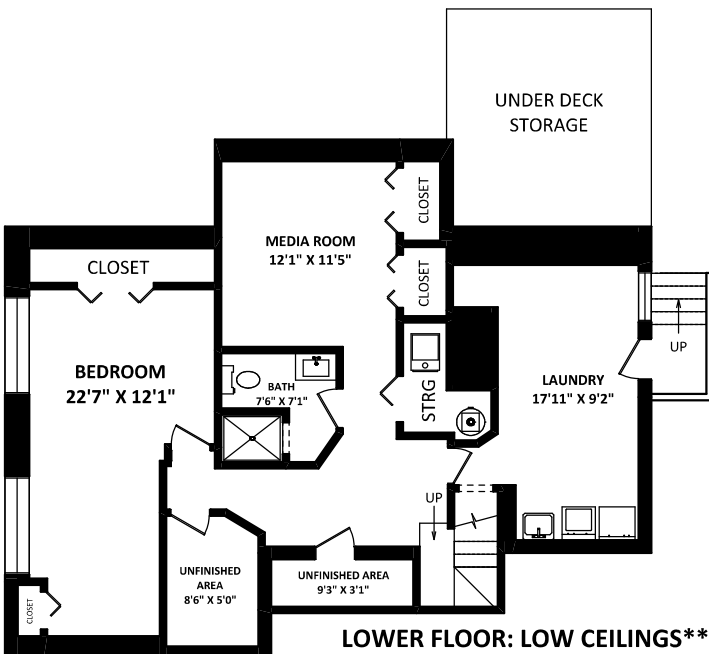 UNDER DECK
STORAGE
CLOSET
MEDIA ROOM
12'1" X 11'5"
CLOSET
CLOSET
BEDROOM
22'7" X 12'1"
BATH
7'6" X 7'1"
STRG
UP
LAUNDRY
17'11" X 9'2"
UP
UNFINISHED
AREA
8'6" X 5'0"
UNFINISHED AREA
9'3" X 3'1"
CLOSET
LOWER FLOOR: LOW CEILINGS**